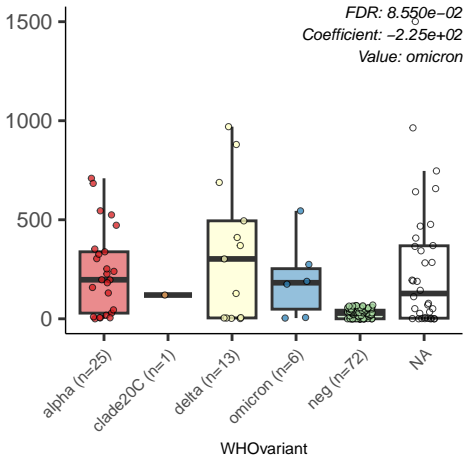 FDR: 8.550e−02
Coefficient: −2.25e+02
Value: omicron
1500
1000
500
0
alpha (n=25)
clade20C (n=1)
delta (n=13)
omicron (n=6)
neg (n=72)
NA
WHOvariant